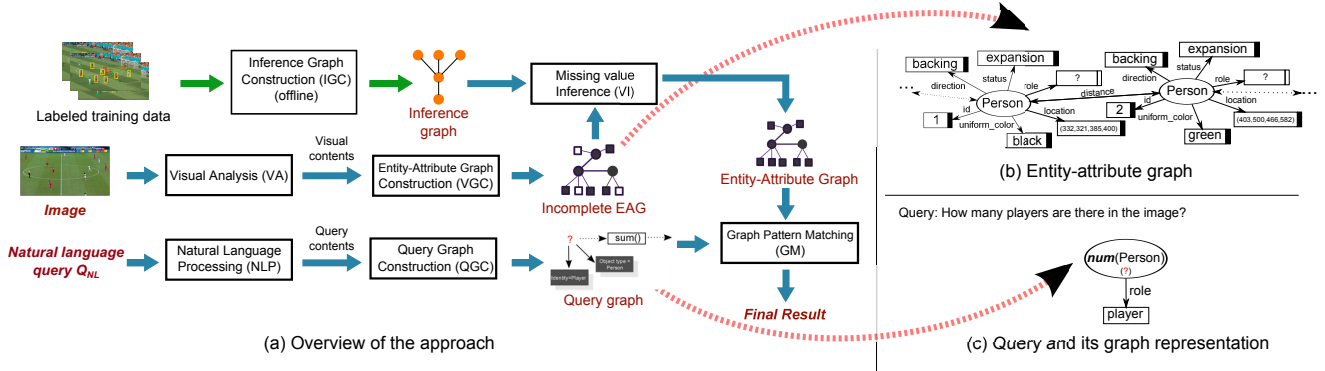 Labeled training data
Inference Graph
Construction (IGC)
(offline)
Inference
graph
Missing value
Inference (VI)
Image
Visual Analysis (VA)
Visual
contents
Entity-Attribute Graph
Construction (VGC)
Incomplete EAG
Entity-Attribute Graph
Natural language
query Q_NL
Natural Language
Processing (NLP)
Query
contents
Query Graph
Construction (QGC)
?
sum()
Identity=Player
Object type =
Person
Query graph
Graph Pattern Matching
(GM)
Final Result
(a) Overview of the approach
backing
expansion
status
direction
role
?
Person
id
1
uniform_color
black
location
(332,321,385,400)
distance
...
backing
expansion
status
direction
role
?
Person
id
2
uniform_color
green
location
(403,500,466,582)
...
(b) Entity-attribute graph
Query: How many players are there in the image?
num(Person)
(?)
role
player
(c) Query and its graph representation